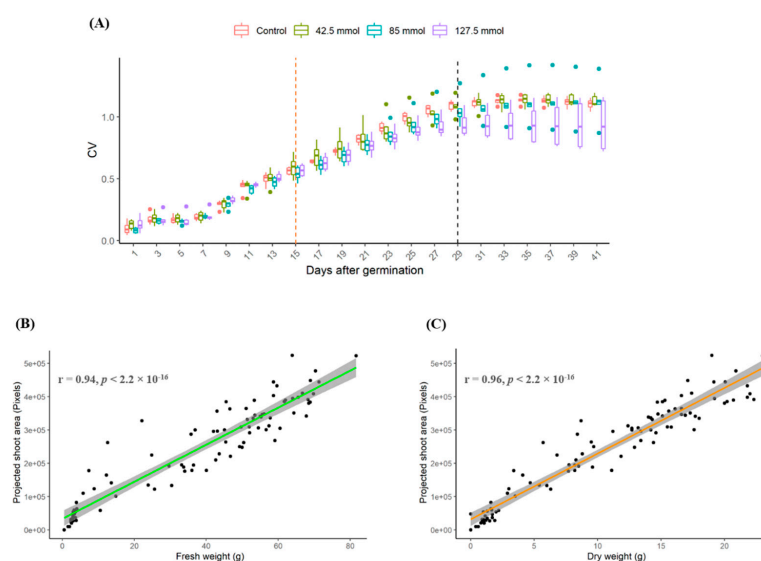 (A)
Control 42.5 mmol 85 mmol 127.5 mmol
CV
1.0
0.5
0.0
1 3 5 7 9 11 13 15 17 19 21 23 25 27 29 31 33 35 37 39 41
Days after germination
(B)
r = 0.94, p < 2.2 × 10-16
Projected shoot area (Pixels)
5e+05
4e+05
3e+05
2e+05
1e+05
0e+00
0 20 40 60 80
Fresh weight (g)
(C)
r = 0.96, p < 2.2 × 10-16
Projected shoot area (Pixels)
5e+05
4e+05
3e+05
2e+05
1e+05
0e+00
0 5 10 15 20
Dry weight (g)